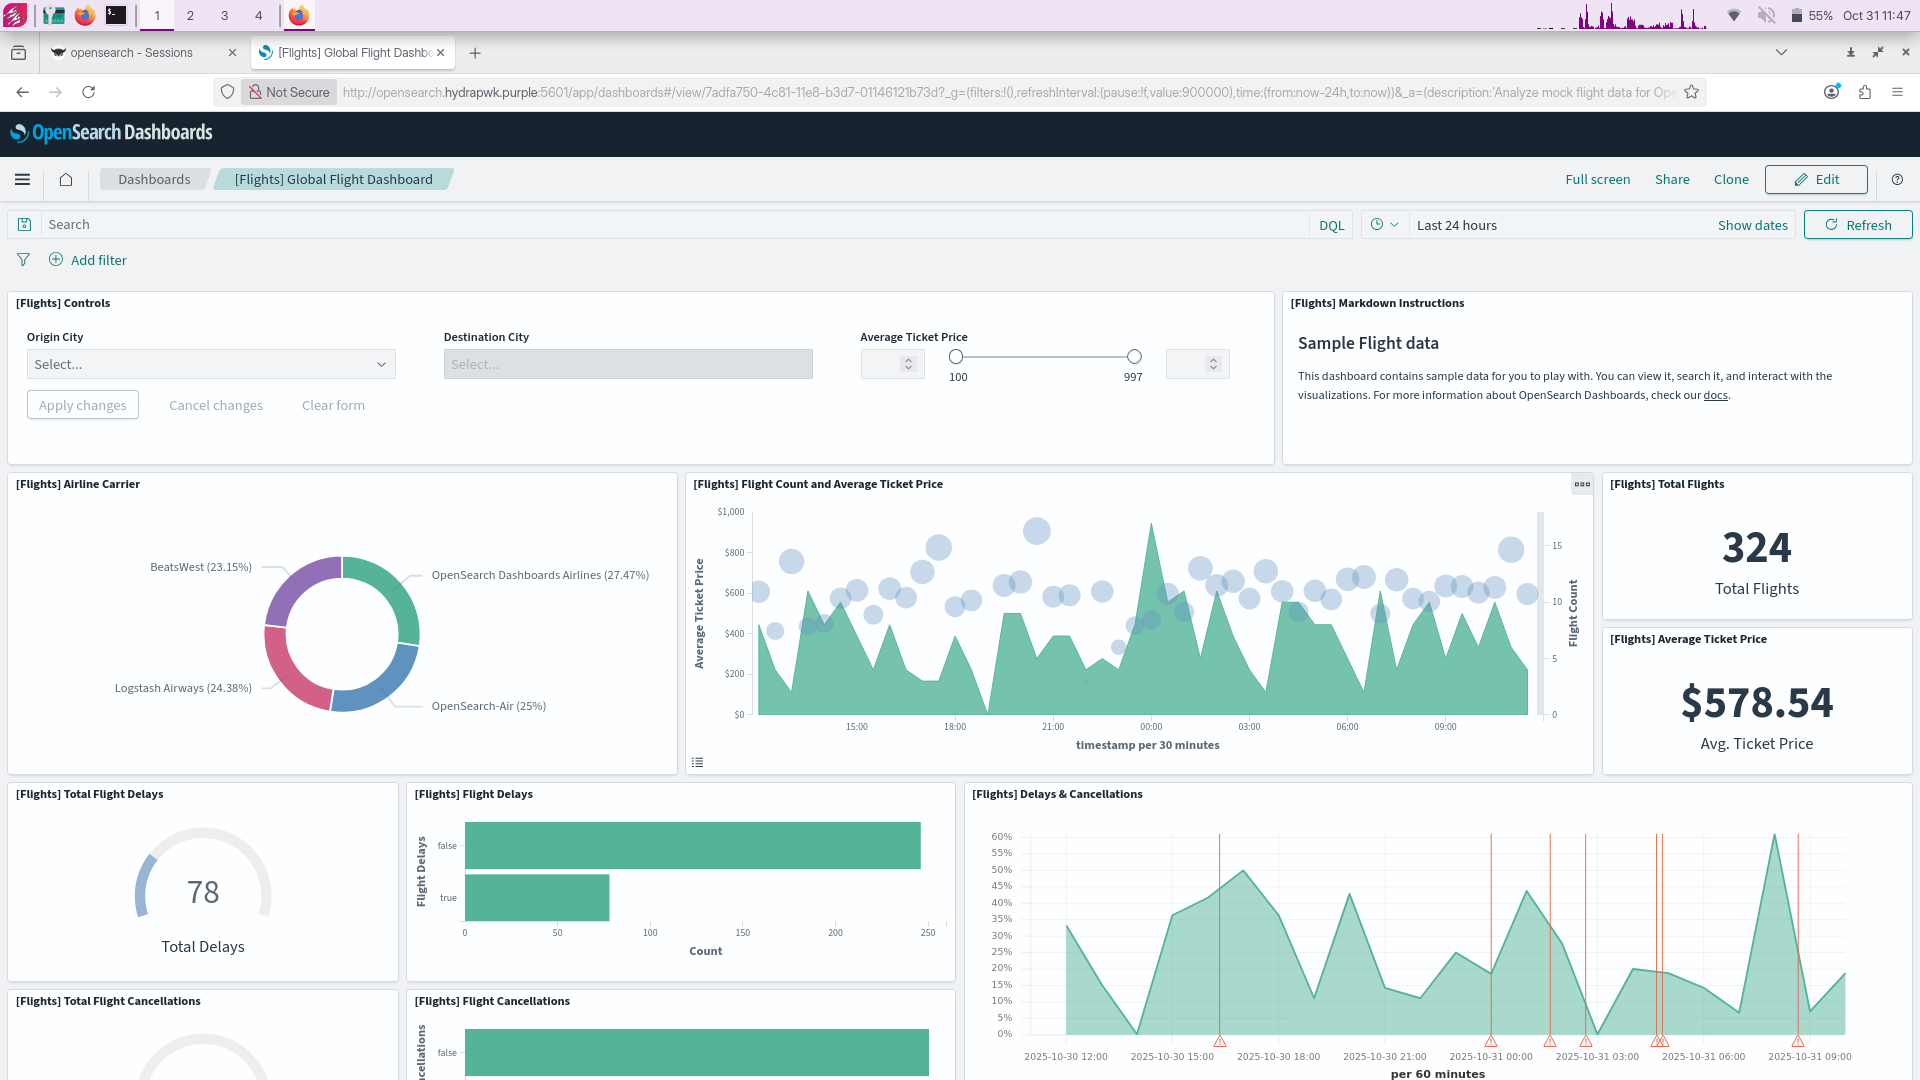 1 2 3 4 55% Oct 31 11:47
opensearch - Sessions [Flights] Global Flight Dashbo
Not Secure http://opensearch.hydrapwk.purple:5601/app/dashboards#/view/7adfa750-4c81-11e8-b3d7-01146121b73d?_g=(filters:!(),refreshInterval:(pause:!f,value:900000),time:(from:now-24h,to:now))&_a=(description:'Analyze mock flight data for Ope
OpenSearch Dashboards
Dashboards [Flights] Global Flight Dashboard Full screen Share Clone Edit
Search DQL Last 24 hours Show dates Refresh
Add filter
[Flights] Controls
Origin City Destination City Average Ticket Price
Select... Select... 100 997
Apply changes Cancel changes Clear form
[Flights] Markdown Instructions
Sample Flight data
This dashboard contains sample data for you to play with. You can view it, search it, and interact with the
visualizations. For more information about OpenSearch Dashboards, check our docs.
[Flights] Airline Carrier
BeatsWest (23.15%)
OpenSearch Dashboards Airlines (27.47%)
Logstash Airways (24.38%)
OpenSearch-Air (25%)
[Flights] Flight Count and Average Ticket Price
Average Ticket Price
$1,000
$800
$600
$400
$200
$0
15
10
5
0
Flight Count
15:00 18:00 21:00 00:00 03:00 06:00 09:00
timestamp per 30 minutes
[Flights] Total Flights
324
Total Flights
[Flights] Average Ticket Price
$578.54
Avg. Ticket Price
[Flights] Total Flight Delays
78
Total Delays
[Flights] Flight Delays
Flight Delays
false
true
0 50 100 150 200 250
Count
[Flights] Delays & Cancellations
60%
55%
50%
45%
40%
35%
30%
25%
20%
15%
10%
5%
0%
2025-10-30 12:00 2025-10-30 15:00 2025-10-30 18:00 2025-10-30 21:00 2025-10-31 00:00 2025-10-31 03:00 2025-10-31 06:00 2025-10-31 09:00
per 60 minutes
[Flights] Total Flight Cancellations
[Flights] Flight Cancellations
ncellations
false